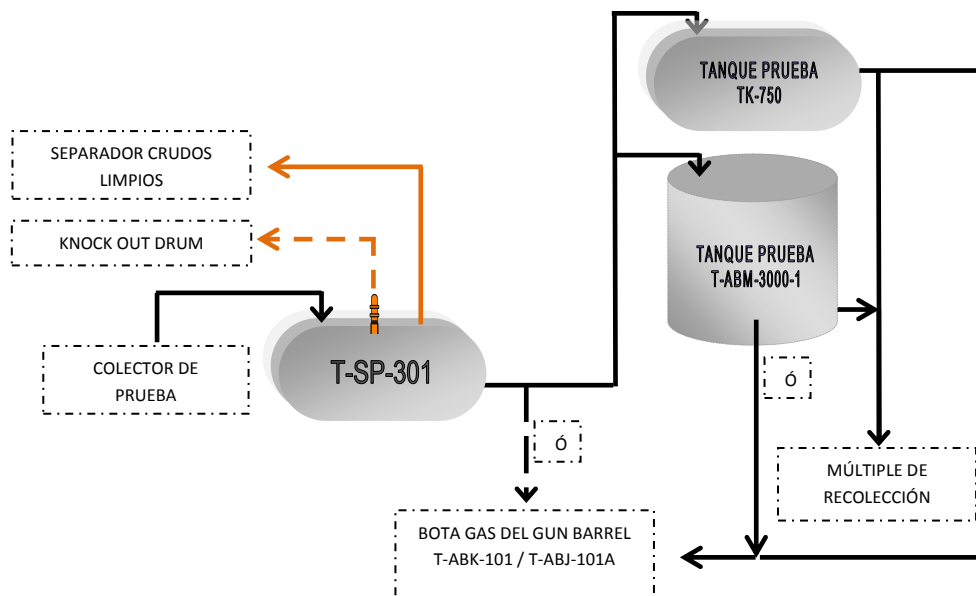 TANQUE PRUEBA
TK-750
SEPARADOR CRUDOS
LIMPIOS
KNOCK OUT DRUM
TANQUE PRUEBA
T-ABM-3000-1
COLECTOR DE
PRUEBA
T-SP-301
Ó
Ó
MÚLTIPLE DE
RECOLECCIÓN
BOTA GAS DEL GUN BARREL
T-ABK-101 / T-ABJ-101A